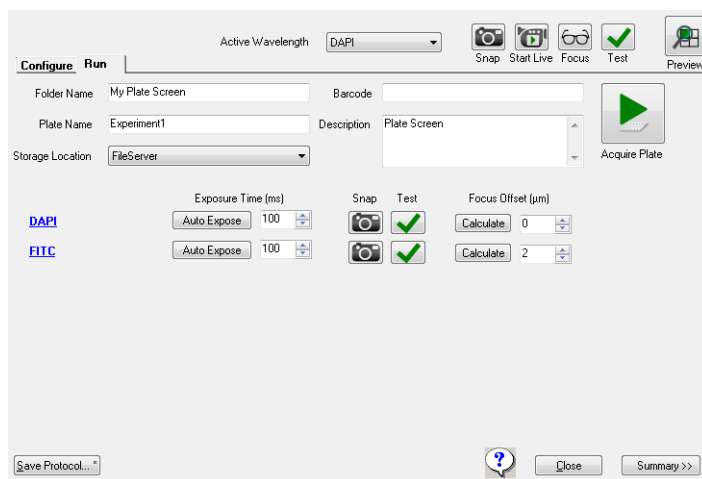 Active Wavelength DAPI
Snap Start Live Focus Test Preview
Configure Run
Folder Name My Plate Screen Barcode
Plate Name Experiment1 Description Plate Screen
Storage Location FileServer Acquire Plate
Exposure Time (ms) Snap Test Focus Offset (µm)
DAPI Auto Expose 100 Calculate 0
FITC Auto Expose 100 Calculate 2
Save Protocol... * ? Close Summary >>